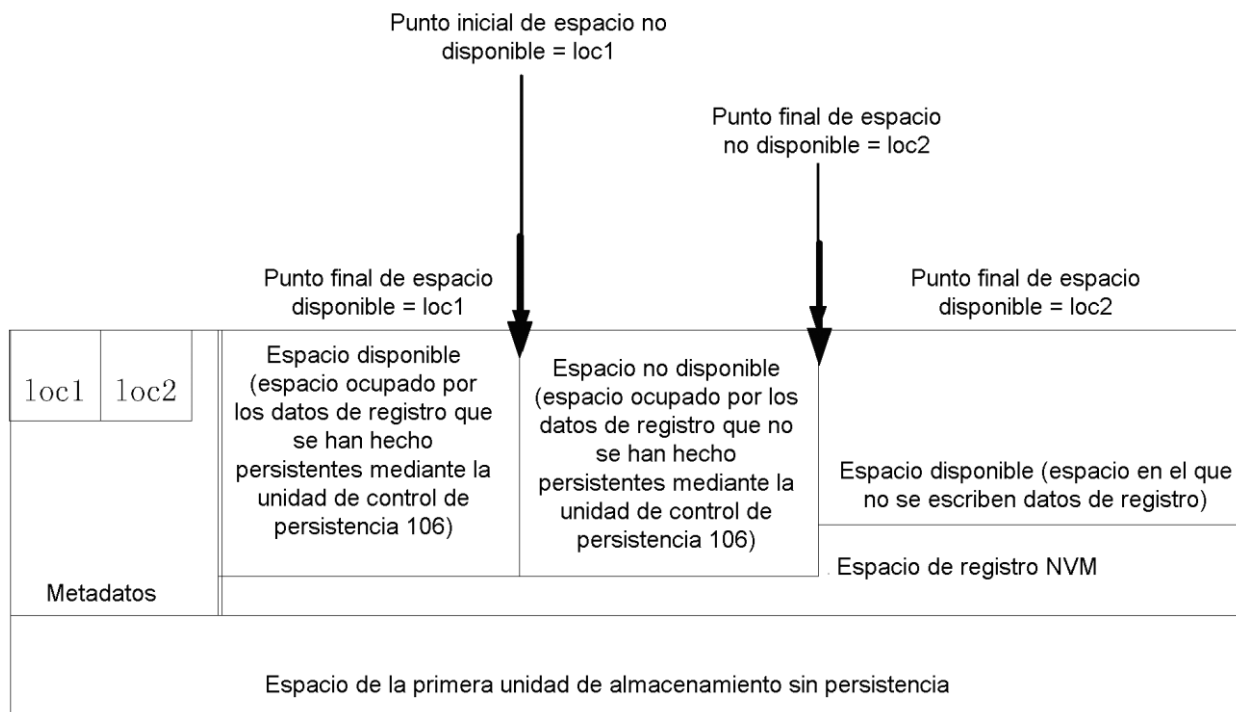 Punto inicial de espacio no
disponible = loc1
Punto final de espacio
no disponible = loc2
Punto final de espacio
disponible = loc1
Punto final de espacio
disponible = loc2
loc1
loc2
Espacio disponible
(espacio ocupado por
los datos de registro que
se han hecho
persistentes mediante la
unidad de control de
persistencia 106)
Espacio no disponible
(espacio ocupado por los
datos de registro que no
se han hecho
persistentes mediante la
unidad de control de
persistencia 106)
Espacio disponible (espacio en el que
no se escriben datos de registro)
Espacio de registro NVM
Metadatos
Espacio de la primera unidad de almacenamiento sin persistencia